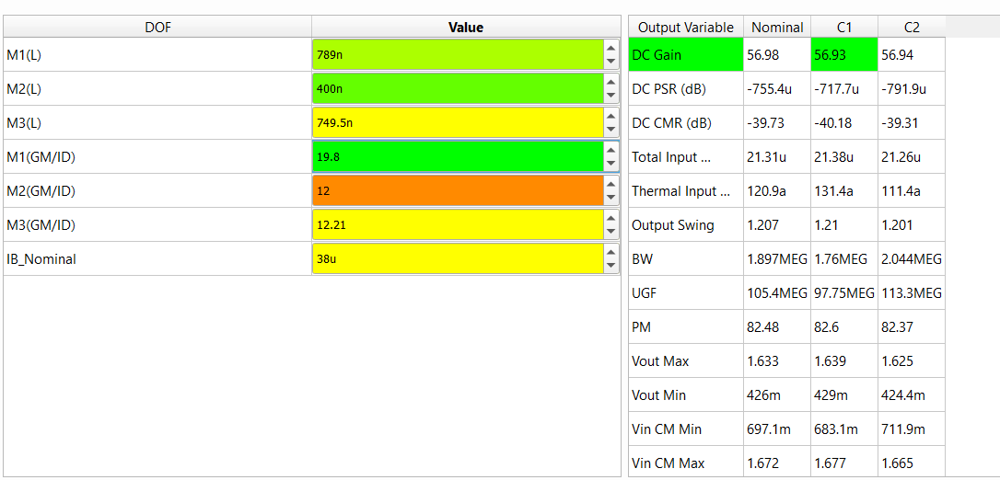 DOF Value
M1(L) 789n
M2(L) 400n
M3(L) 749.5n
M1(GM/ID) 19.8
M2(GM/ID) 12
M3(GM/ID) 12.21
IB_Nominal 38u
Output Variable Nominal C1 C2
DC Gain 56.98 56.93 56.94
DC PSR (dB) -755.4u -717.7u -791.9u
DC CMR (dB) -39.73 -40.18 -39.31
Total Input ... 21.31u 21.38u 21.26u
Thermal Input ... 120.9a 131.4a 111.4a
Output Swing 1.207 1.21 1.201
BW 1.897MEG 1.76MEG 2.044MEG
UGF 105.4MEG 97.75MEG 113.3MEG
PM 82.48 82.6 82.37
Vout Max 1.633 1.639 1.625
Vout Min 426m 429m 424.4m
Vin CM Min 697.1m 683.1m 711.9m
Vin CM Max 1.672 1.677 1.665